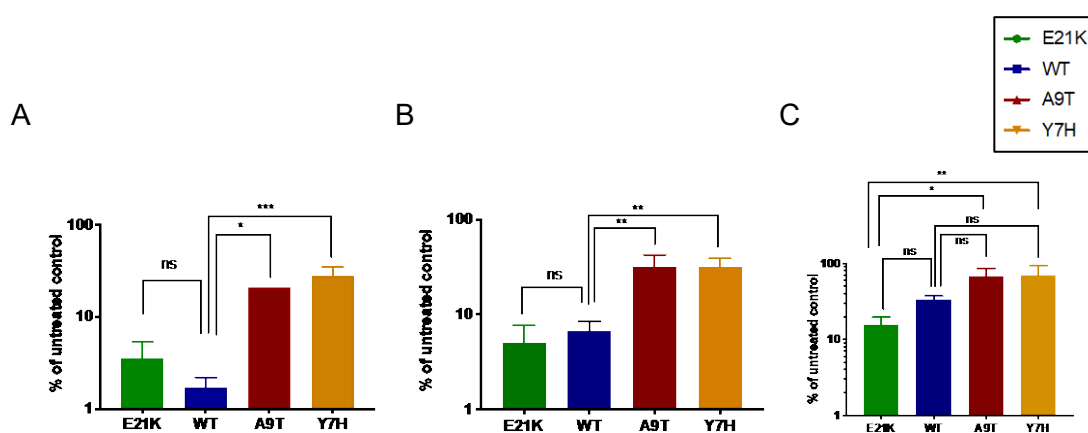 E21K
WT
A9T
Y7H
A
B
C
***
*
ns
% of untreated control
100
10
1
E21K WT A9T Y7H
**
**
ns
% of untreated control
100
10
1
E21K WT A9T Y7H
**
*
ns
ns
ns
% of untreated control
100
10
1
E21K WT A9T Y7H